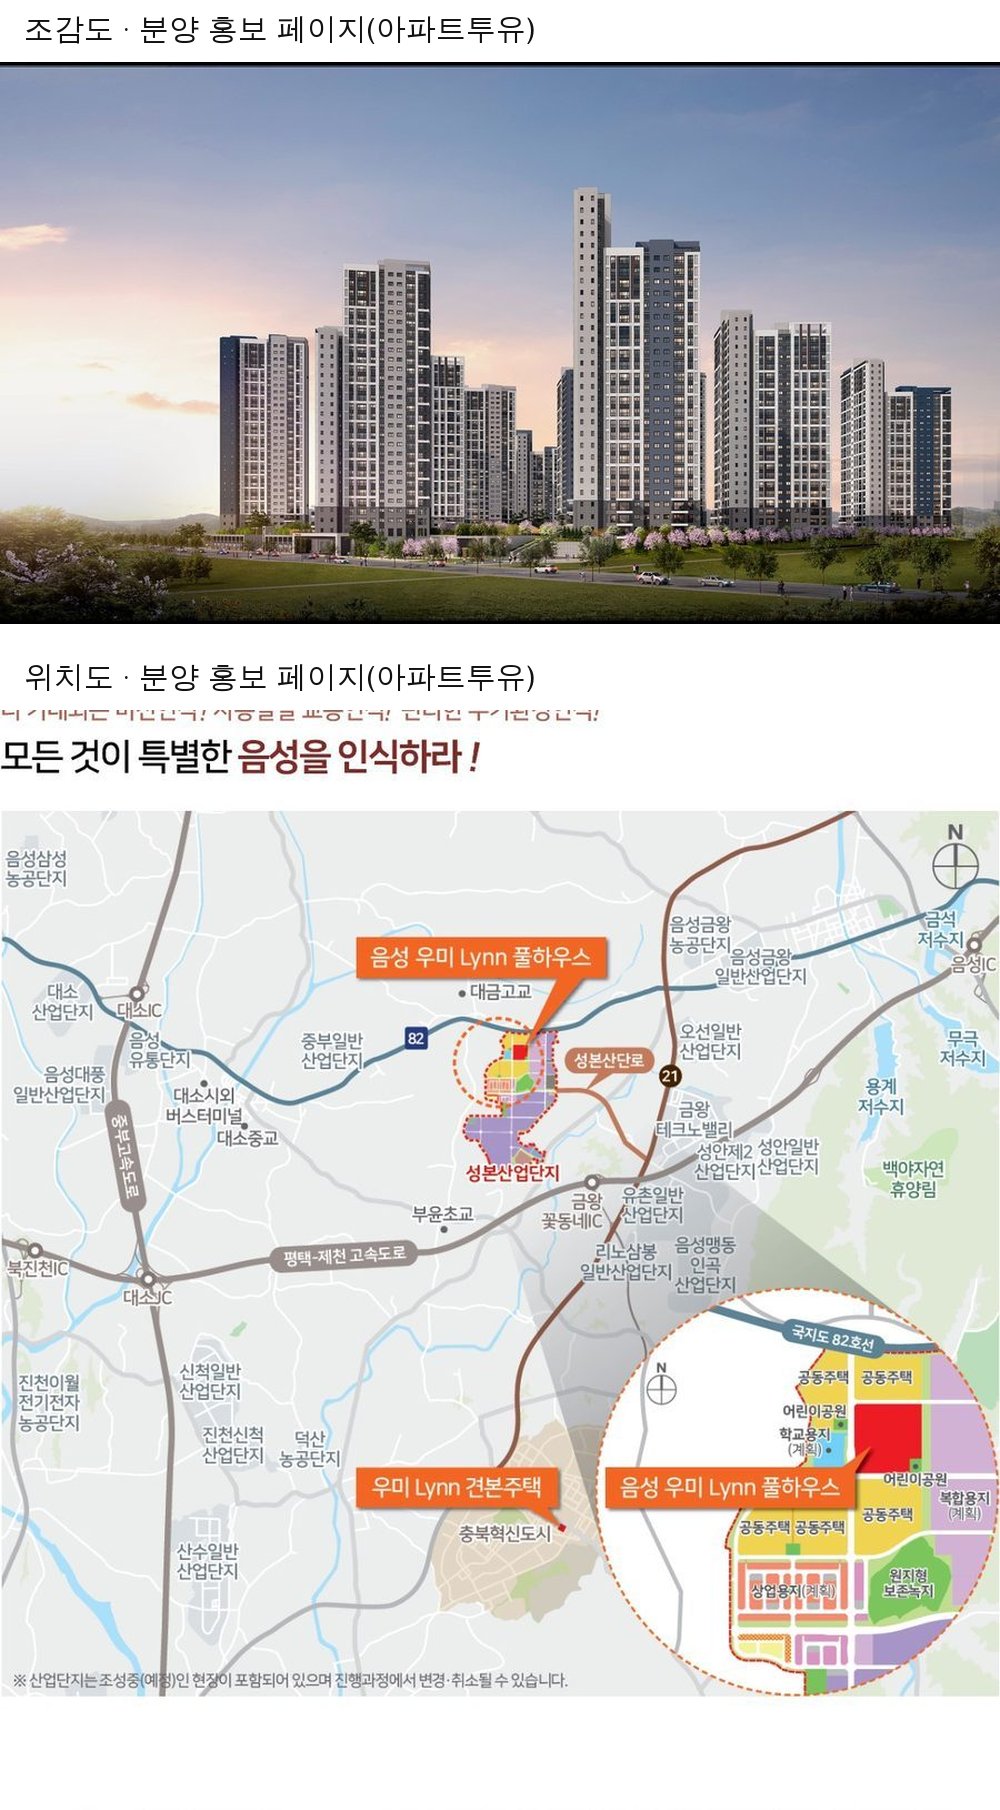 조감도 · 분양 홍보 페이지(아파트투유)
위치도 · 분양 홍보 페이지(아파트투유)
모든 것이 특별한 음성을 인식하라 !
음성삼성
농공단지
N
음성금왕
농공단지
금석
저수지
음성 우미 Lynn 풀하우스
음성금왕
일반산업단지
음성IC
대소
산업단지
대소IC
대금고교
82
중부일반
산업단지
음성
유통단지
오선일반
산업단지
무극
저수지
성본산단로
21
음성대풍
일반산업단지
대소시외
버스터미널
대소중교
용계
저수지
금왕
테크노밸리
중부고속도로
성본산업단지
성안제2
산업단지
성안일반
산업단지
백야자연
휴양림
금왕
꽃동네IC
유촌일반
산업단지
부윤초교
평택-제천 고속도로
북진천IC
대소JC
리노삼봉
일반산업단지
음성맹동
인곡
산업단지
국지도 82호선
N
신척일반
산업단지
진천이월
전기전자
농공단지
공동주택
공동주택
어린이공원
학교용지
(계획)
진천신척
산업단지
덕산
농공단지
어린이공원
우미 Lynn 견본주택
음성 우미 Lynn 풀하우스
복합용지
(계획)
충북혁신도시
공동주택
공동주택
공동주택
산수일반
산업단지
상업용지(계획)
원지형
보존녹지
※ 산업단지는 조성중(예정)인 현장이 포함되어 있으며 진행과정에서 변경·취소될 수 있습니다.